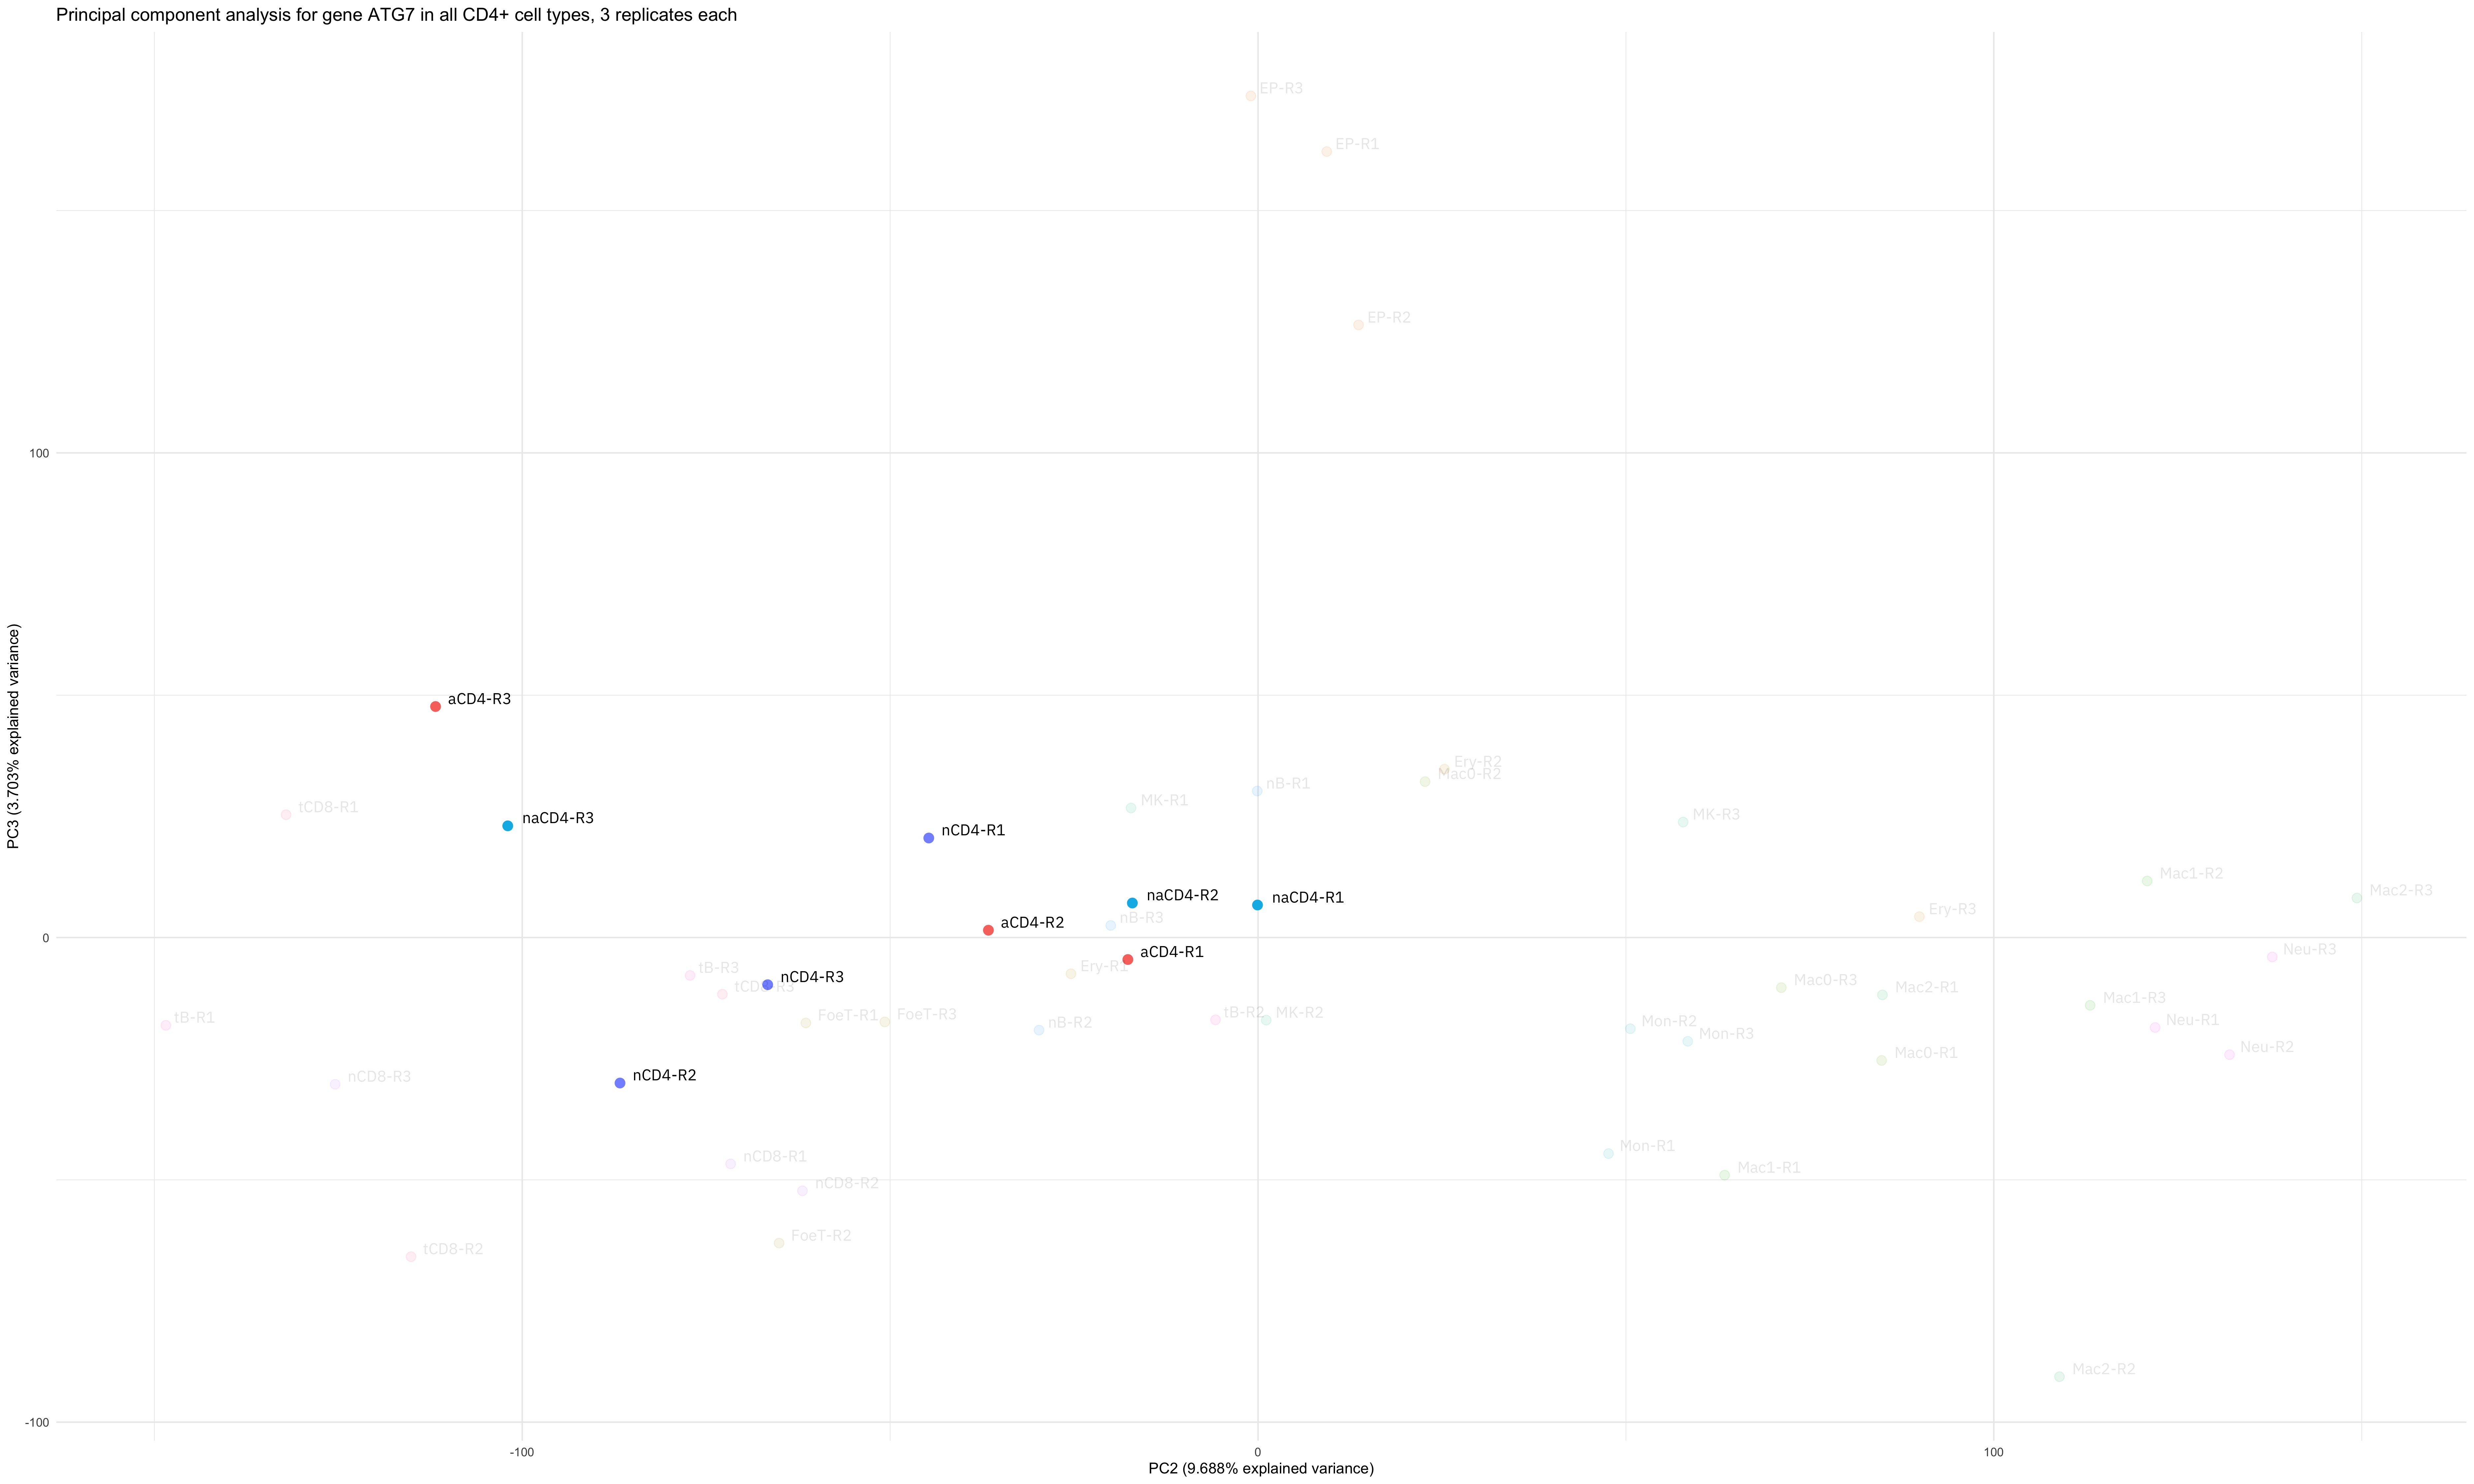 Principal component analysis for gene ATG7 in all CD4+ cell types, 3 replicates each
EP-R3
EP-R1
EP-R2
100
aCD4-R3
Ery-R2
Mac0-R2
nB-R1
MK-R1
tCD8-R1
MK-R3
naCD4-R3
nCD4-R1
Mac1-R2
Mac2-R3
naCD4-R2
naCD4-R1
Ery-R3
nB-R3
aCD4-R2
0
aCD4-R1
Neu-R3
tB-R3
Ery-R1
nCD4-R3
tCD8-R3
Mac0-R3
Mac2-R1
Mac1-R3
tB-R1
FoeT-R1
FoeT-R3
nB-R2
tB-R2
MK-R2
Mon-R2
Neu-R1
Mon-R3
Neu-R2
Mac0-R1
nCD8-R3
nCD4-R2
Mon-R1
nCD8-R1
Mac1-R1
nCD8-R2
FoeT-R2
tCD8-R2
Mac2-R2
-100
-100
0
100
PC2 (9.688% explained variance)
PC3 (3.703% explained variance)